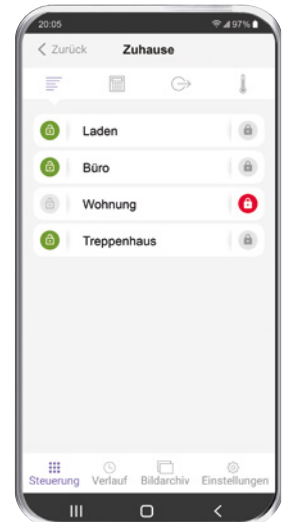 20:05 97%
Zurück Zuhause
Laden
Büro
Wohnung
Treppenhaus
Steuerung Verlauf Bildarchiv Einstellungen